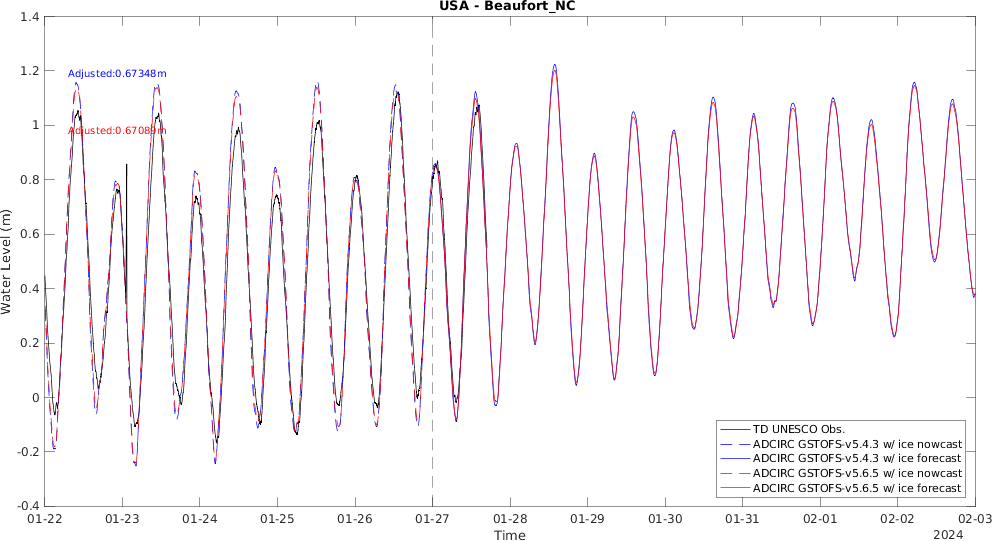 USA - Beaufort_NC
1.4
1.2
1
0.8
0.6
0.4
0.2
0
-0.2
-0.4
Water Level (m)
Adjusted:0.67348m
Adjusted:0.67089m
TD UNESCO Obs.
ADCIRC GSTOFS-v5.4.3 w/ ice nowcast
ADCIRC GSTOFS-v5.4.3 w/ ice forecast
ADCIRC GSTOFS-v5.6.5 w/ ice nowcast
ADCIRC GSTOFS-v5.6.5 w/ ice forecast
01-22 01-23 01-24 01-25 01-26 01-27 01-28 01-29 01-30 01-31 02-01 02-02 02-03
Time
2024